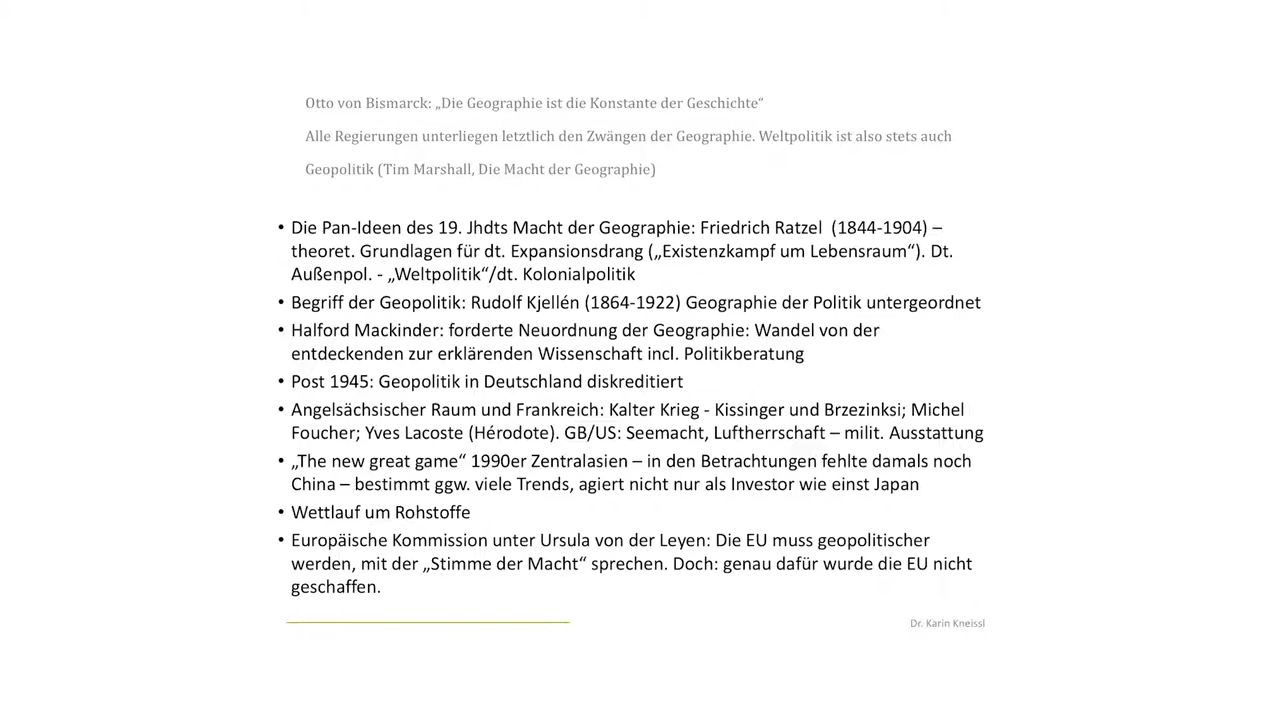 Otto von Bismarck: „Die Geographie ist die Konstante der Geschichte“
Alle Regierungen unterliegen letztlich den Zwängen der Geographie. Weltpolitik ist also stets auch
Geopolitik (Tim Marshall, Die Macht der Geographie)
• Die Pan-Ideen des 19. Jhdts Macht der Geographie: Friedrich Ratzel (1844-1904) –
theoret. Grundlagen für dt. Expansionsdrang („Existenzkampf um Lebensraum“). Dt.
Außenpol. - „Weltpolitik“/dt. Kolonialpolitik
• Begriff der Geopolitik: Rudolf Kjellén (1864-1922) Geographie der Politik untergeordnet
• Halford Mackinder: forderte Neuordnung der Geographie: Wandel von der
entdeckenden zur erklärenden Wissenschaft incl. Politikberatung
• Post 1945: Geopolitik in Deutschland diskreditiert
• Angelsächsischer Raum und Frankreich: Kalter Krieg - Kissinger und Brzezinksi; Michel
Foucher; Yves Lacoste (Hérodote). GB/US: Seemacht, Luftherrschaft – milit. Ausstattung
• „The new great game“ 1990er Zentralasien – in den Betrachtungen fehlte damals noch
China – bestimmt ggw. viele Trends, agiert nicht nur als Investor wie einst Japan
• Wettlauf um Rohstoffe
• Europäische Kommission unter Ursula von der Leyen: Die EU muss geopolitischer
werden, mit der „Stimme der Macht“ sprechen. Doch: genau dafür wurde die EU nicht
geschaffen.
Dr. Karin Kneissl